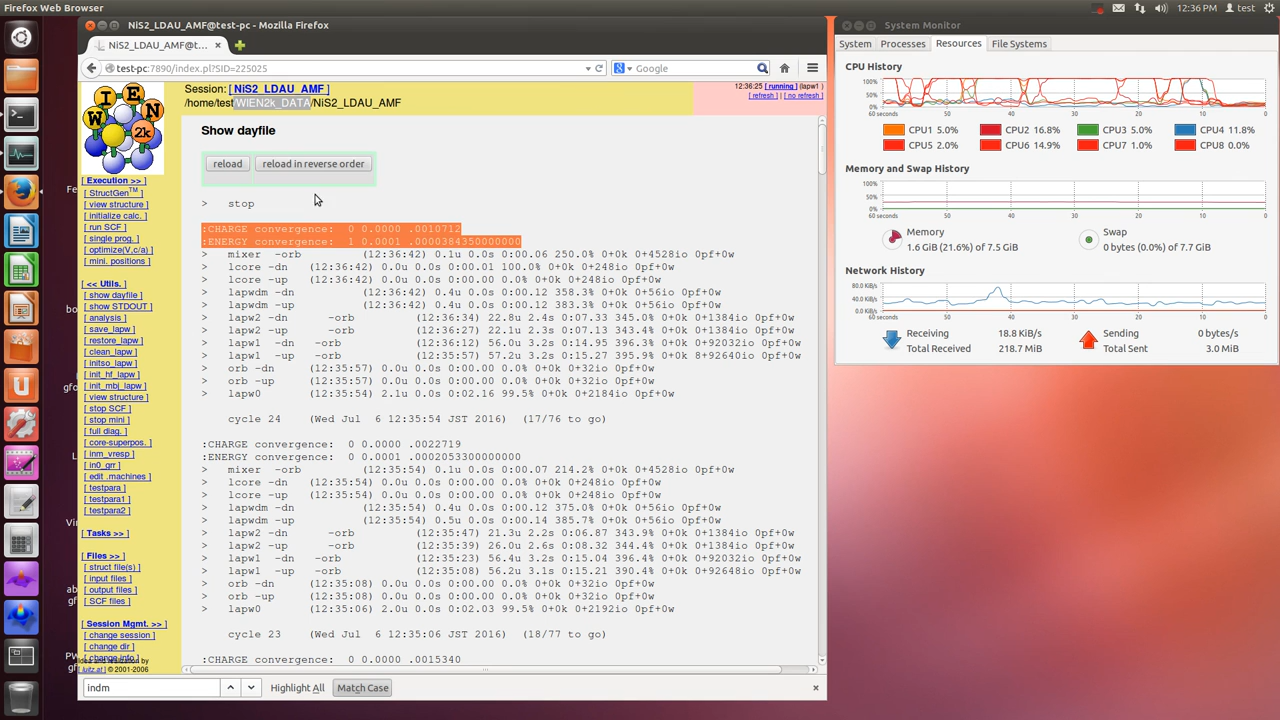 Firefox Web Browser
12:36 PM
test
NiS2_LDAU_AMF@test-pc - Mozilla Firefox
NiS2_LDAU_AMF@test-pc: 7...
test-pc:7890/index.pl?SID=225025
Google
WIEN
2k
Session: [ NiS2_LDAU_AMF ]
/home/test/WIEN2k_DATA/NiS2_LDAU_AMF
12:36:25 [ running ] (lapw1)
[ refresh ] [ no refresh ]
[ Execution >> ]
[ StructGen™ ]
[ view structure ]
[ initialize calc. ]
[ run SCF ]
[ single prog. ]
[ optimize(V,c/a) ]
[ mini. positions ]
[ << Utils. ]
[ show dayfile ]
[ show STDOUT ]
[ analysis ]
[ save_lapw ]
[ restore_lapw ]
[ clean_lapw ]
[ initso_lapw ]
[ init_hf_lapw ]
[ init_mbj_lapw ]
[ view structure ]
[ stop SCF ]
[ stop mini ]
[ full diag. ]
[ core-superpos. ]
[ inm_vresp ]
[ in0_grr ]
[ edit .machines ]
[ testpara ]
[ testpara1 ]
[ testpara2 ]
[ Tasks >> ]
[ Files >> ]
[ struct file(s) ]
[ input files ]
[ output files ]
[ SCF files ]
[ Session Mgmt. >> ]
[ change session ]
[ change dir ]
[ change info ]
[ luitz.at ] © 2001-2006
Show dayfile
reload
reload in reverse order
> stop
:CHARGE convergence: 0 0.0000 .0010712
:ENERGY convergence: 1 0.0001 .0000384350000000
> mixer -orb (12:36:42) 0.1u 0.0s 0:00.06 250.0% 0+0k 0+4528io 0pf+0w
> lcore -dn (12:36:42) 0.0u 0.0s 0:00.01 100.0% 0+0k 0+248io 0pf+0w
> lcore -up (12:36:42) 0.0u 0.0s 0:00.00 0.0% 0+0k 0+248io 0pf+0w
> lapwdm -dn (12:36:42) 0.4u 0.0s 0:00.12 358.3% 0+0k 0+56io 0pf+0w
> lapwdm -up (12:36:42) 0.4u 0.0s 0:00.12 383.3% 0+0k 0+56io 0pf+0w
> lapw2 -dn -orb (12:36:34) 22.8u 2.4s 0:07.33 345.0% 0+0k 0+1384io 0pf+0w
> lapw2 -up -orb (12:36:27) 22.1u 2.3s 0:07.13 343.0% 0+0k 0+1384io 0pf+0w
> lapw1 -dn -orb (12:36:12) 56.0u 3.2s 0:14.95 396.3% 0+0k 0+92032io 0pf+0w
> lapw1 -up -orb (12:35:57) 57.2u 3.2s 0:15.27 395.9% 0+0k 8+92640io 0pf+0w
> orb -dn (12:35:57) 0.0u 0.0s 0:00.00 0.0% 0+0k 0+32io 0pf+0w
> orb -up (12:35:57) 0.0u 0.0s 0:00.00 0.0% 0+0k 0+32io 0pf+0w
> lapw0 (12:35:54) 2.1u 0.0s 0:02.16 99.5% 0+0k 0+2184io 0pf+0w
cycle 24 (Wed Jul 6 12:35:54 JST 2016) (17/76 to go)
:CHARGE convergence: 0 0.0000 .0022719
:ENERGY convergence: 0 0.0001 .0002053300000000
> mixer -orb (12:35:54) 0.1u 0.0s 0:00.07 214.2% 0+0k 0+4528io 0pf+0w
> lcore -dn (12:35:54) 0.0u 0.0s 0:00.00 0.0% 0+0k 0+248io 0pf+0w
> lcore -up (12:35:54) 0.0u 0.0s 0:00.00 0.0% 0+0k 0+248io 0pf+0w
> lapwdm -dn (12:35:54) 0.4u 0.0s 0:00.12 375.0% 0+0k 0+56io 0pf+0w
> lapwdm -up (12:35:54) 0.5u 0.0s 0:00.14 385.7% 0+0k 0+56io 0pf+0w
> lapw2 -dn -orb (12:35:47) 21.3u 2.2s 0:06.87 343.9% 0+0k 0+1384io 0pf+0w
> lapw2 -up -orb (12:35:39) 26.0u 2.6s 0:08.32 344.4% 0+0k 0+1384io 0pf+0w
> lapw1 -dn -orb (12:35:24) 56.4u 3.2s 0:15.04 396.4% 0+0k 0+92032io 0pf+0w
> lapw1 -up -orb (12:35:08) 56.2u 3.1s 0:15.21 390.4% 0+0k 0+92648io 0pf+0w
> orb -dn (12:35:08) 0.0u 0.0s 0:00.00 0.0% 0+0k 0+32io 0pf+0w
> orb -up (12:35:08) 0.0u 0.0s 0:00.00 0.0% 0+0k 0+32io 0pf+0w
> lapw0 (12:35:06) 2.0u 0.0s 0:02.03 99.5% 0+0k 0+2192io 0pf+0w
cycle 23 (Wed Jul 6 12:35:06 JST 2016) (18/77 to go)
:CHARGE convergence: 0 0.0000 .0015340
indm
Highlight All
Match Case
System Monitor
System Processes Resources File Systems
CPU History
100%
50%
0%
60 seconds 50 40 30 20 10
CPU1 5.0% CPU2 16.8% CPU3 5.0% CPU4 11.8%
CPU5 2.0% CPU6 14.9% CPU7 1.0% CPU8 0.0%
Memory and Swap History
100%
50%
0%
60 seconds 50 40 30 20 10
Memory
1.6 GiB (21.6%) of 7.5 GiB
Swap
0 bytes (0.0%) of 7.7 GiB
Network History
80.0 KiB/s
40.0 KiB/s
0.0 KiB/s
60 seconds 50 40 30 20 10
Receiving 18.8 KiB/s
Total Received 218.7 MiB
Sending 0 bytes/s
Total Sent 3.0 MiB